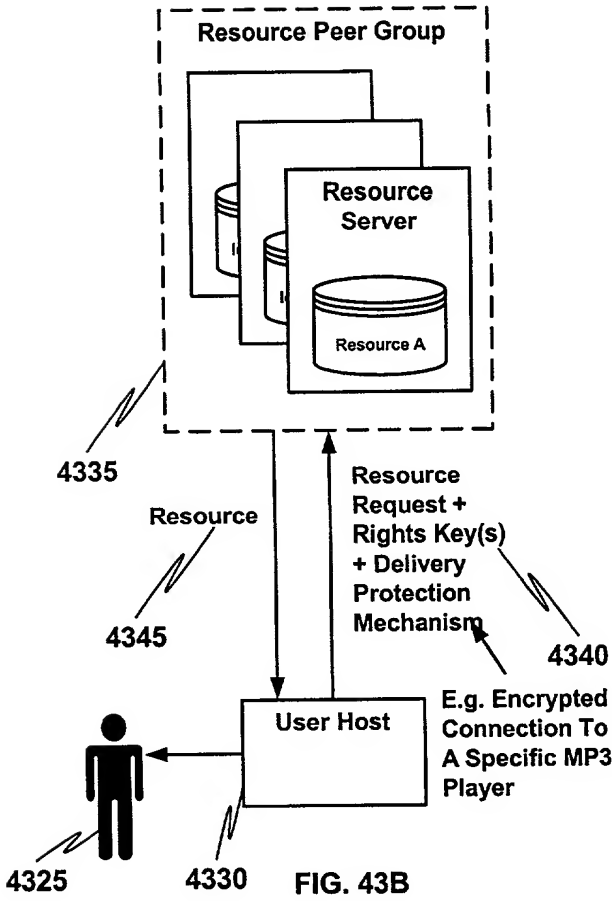 Resource Peer Group
Resource
Server
Resource A
4335
Resource
4345
Resource
Request +
Rights Key(s)
+ Delivery
Protection
Mechanism
4340
E.g. Encrypted
Connection To
A Specific MP3
Player
User Host
4325
4330
FIG. 43B